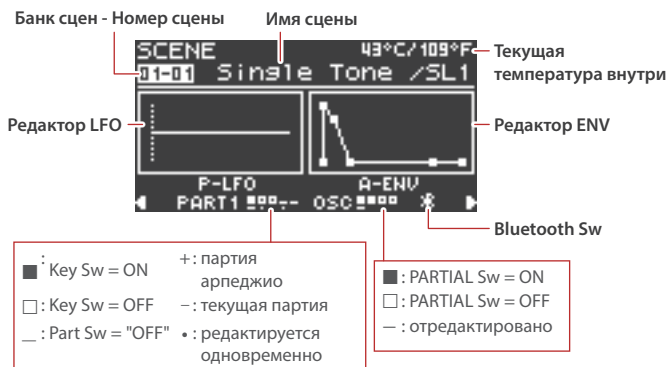 Банк сцен - Номер сцены
Имя сцены
SCENE
43°C/109°F
01-01 Single Tone /SL1
Текущая
температура внутри
Редактор LFO
Редактор ENV
P-LFO
A-ENV
PART1
OSC
Bluetooth Sw
■ : Key Sw = ON
□ : Key Sw = OFF
_ : Part Sw = "OFF"
+ : партия
арпеджио
– : текущая партия
• : редактируется
одновременно
■ : PARTIAL Sw = ON
□ : PARTIAL Sw = OFF
— : отредактировано